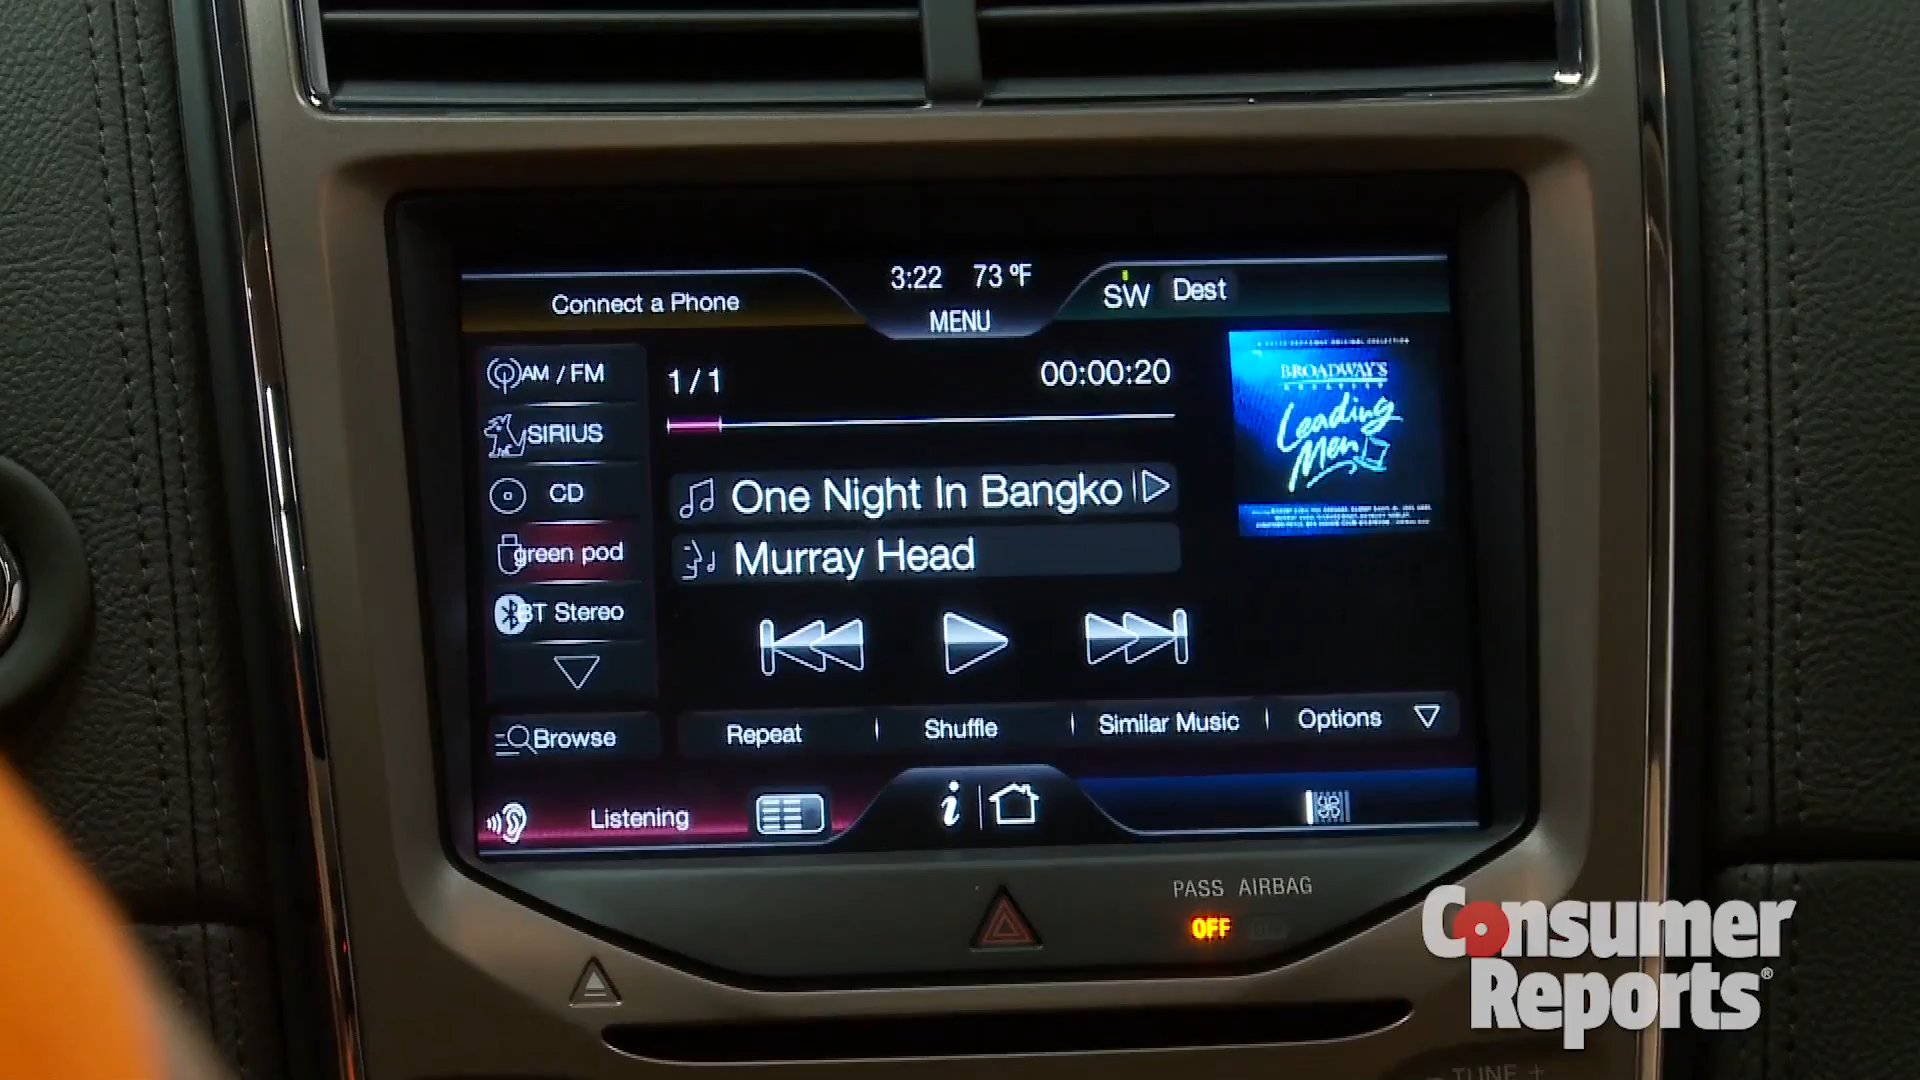 3:22 73 °F
Connect a Phone
MENU
SW Dest
AM / FM
1 / 1
00:00:20
SIRIUS
CD
green pod
BT Stereo
Browse
One Night In Bangko
Murray Head
BROADWAY'S
Leading
Men
Repeat
Shuffle
Similar Music
Options
Listening
i
PASS AIRBAG
OFF
Consumer
Reports®
- TUNE +